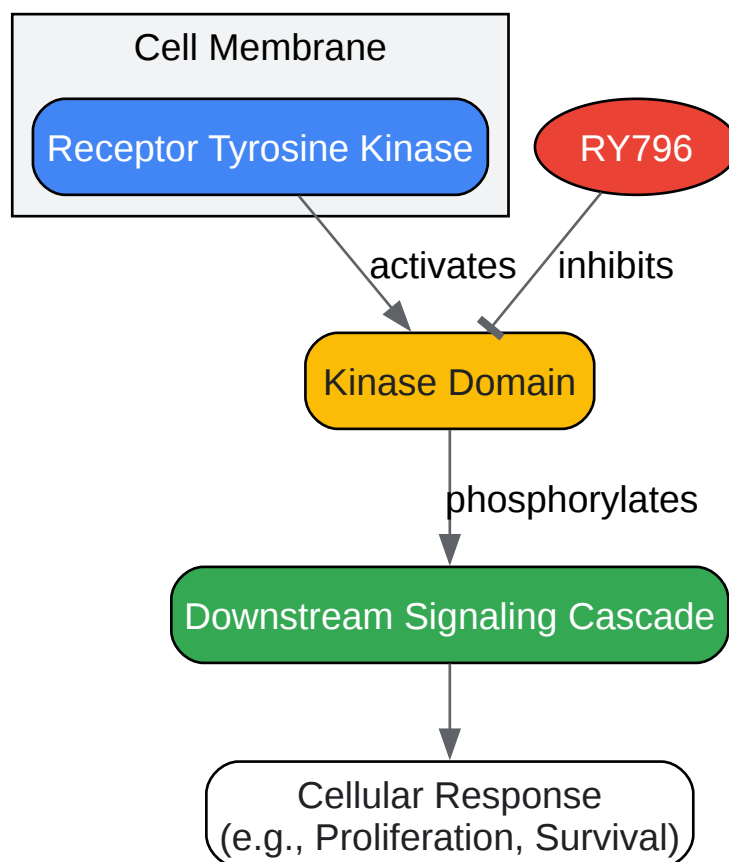 Cell Membrane
Receptor Tyrosine Kinase
RY796
activates
inhibits
Kinase Domain
phosphorylates
Downstream Signaling Cascade
Cellular Response
(e.g., Proliferation, Survival)